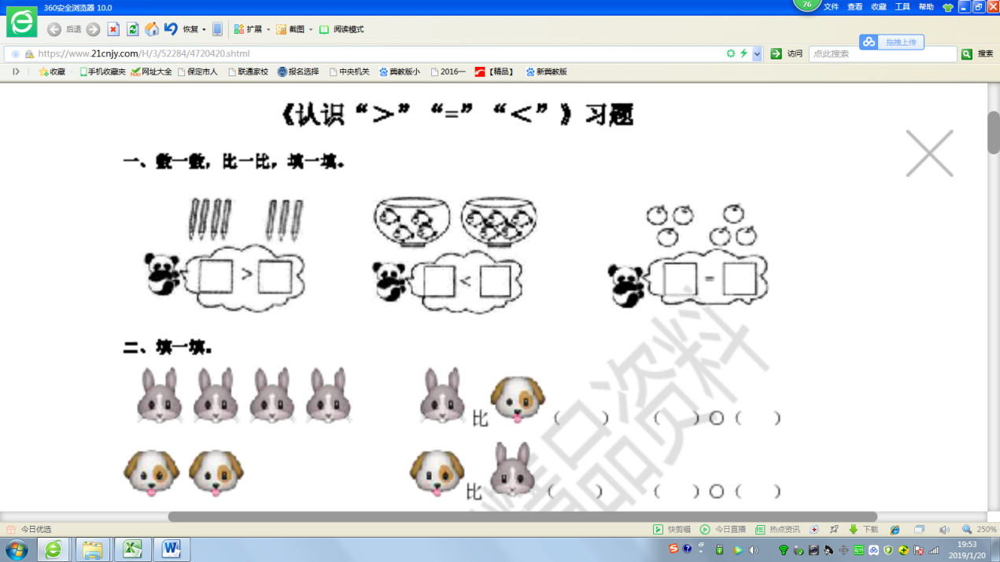 360安全浏览器 10.0
76
文件 查看 收藏 工具 帮助
后退 恢复 扩展 截图 阅读模式
拖拽上传
https://www.21cnjy.com/H/3/52284/4720420.shtml 访问 点此搜索 搜索
收藏 手机收藏夹 网址大全 保定市人 联通家校 报名选择 中央机关 冀教版小 2016一 【精品】 新冀教版
《认识“>”“=”“<”》习题
一、数一数，比一比，填一填。
> < =
二、填一填。
比 ( ) ( ) ○ ( )
比 ( ) ( ) ○ ( )
精品资料
今日优选 快剪辑 今日直播 热点资讯 下载 250%
19:53
2019/1/20